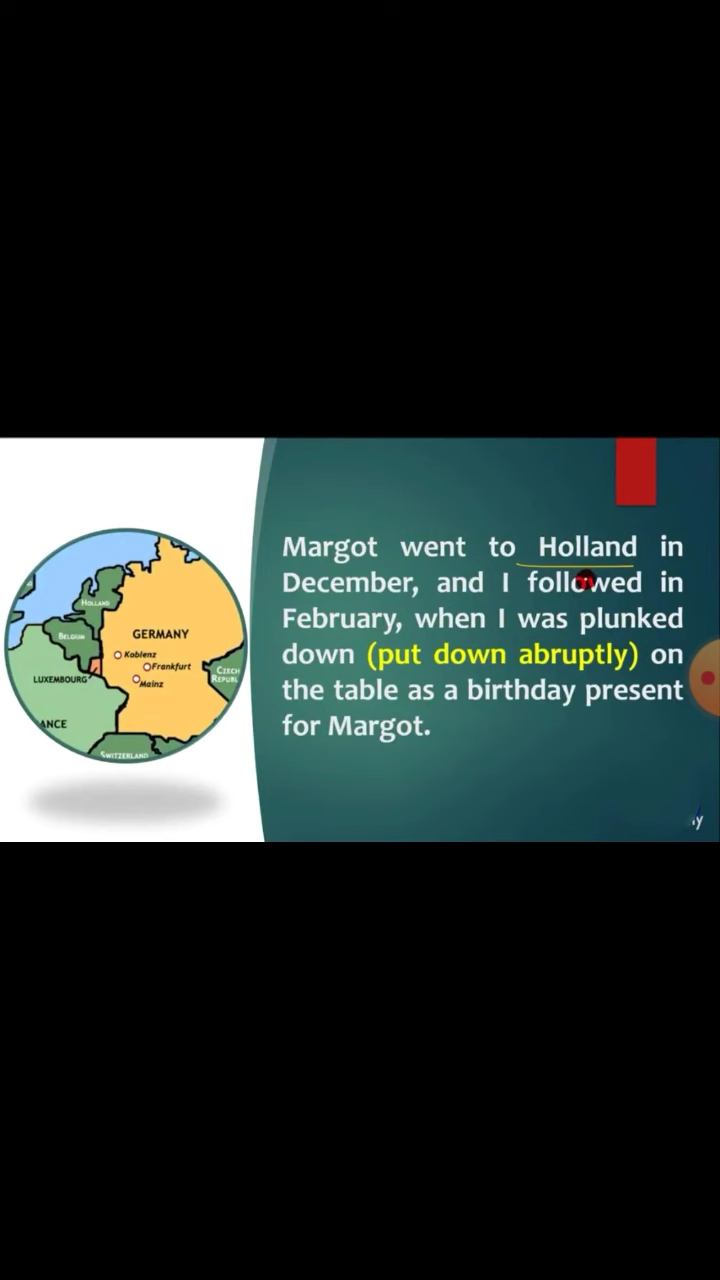 Margot went to Holland in
December, and I followed in
February, when I was plunked
down (put down abruptly) on
the table as a birthday present
for Margot.
HOLLAND
GERMANY
BELGIUM
Koblenz
Frankfurt
LUXEMBOURG
Mainz
CZECH
REPUBL
ANCE
SWITZERLAND